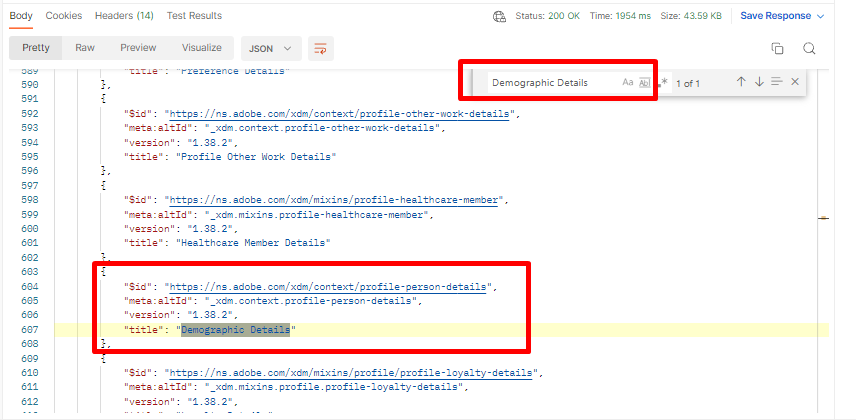 Body Cookies Headers (14) Test Results Status: 200 OK Time: 1954 ms Size: 43.59 KB Save Response
Pretty Raw Preview Visualize JSON
Demographic Details Aa Abl .* 1 of 1
589 "title": "Preference Details"
590 },
591 {
592 "$id": "https://ns.adobe.com/xdm/context/profile-other-work-details",
593 "meta:altId": "_xdm.context.profile-other-work-details",
594 "version": "1.38.2",
595 "title": "Profile Other Work Details"
596 },
597 {
598 "$id": "https://ns.adobe.com/xdm/mixins/profile-healthcare-member",
599 "meta:altId": "_xdm.mixins.profile-healthcare-member",
600 "version": "1.38.2",
601 "title": "Healthcare Member Details"
602 },
603 {
604 "$id": "https://ns.adobe.com/xdm/context/profile-person-details",
605 "meta:altId": "_xdm.context.profile-person-details",
606 "version": "1.38.2",
607 "title": "Demographic Details"
608 },
609 {
610 "$id": "https://ns.adobe.com/xdm/mixins/profile/profile-loyalty-details",
611 "meta:altId": "_xdm.mixins.profile.profile-loyalty-details",
612 "version": "1.38.2",